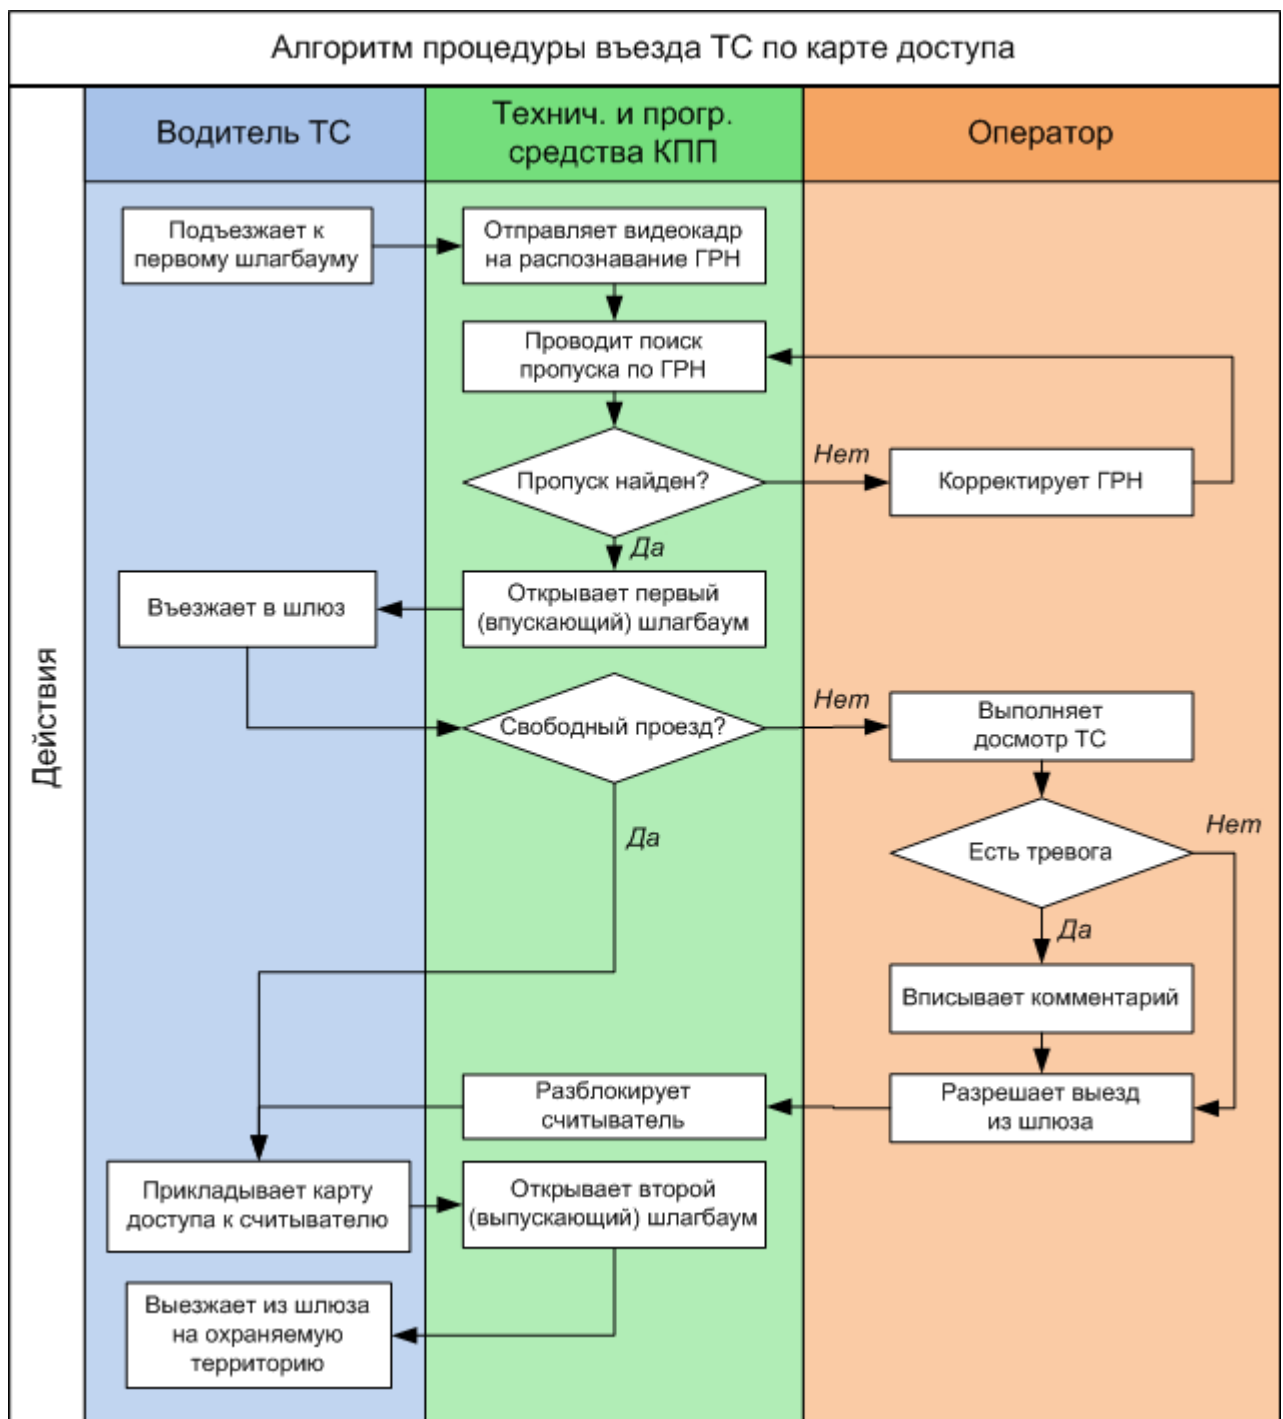 Алгоритм процедуры въезда ТС по карте доступа
Действия
Водитель ТС
Технич. и прогр.
средства КПП
Оператор
Подъезжает к
первому шлагбауму
Отправляет видеокадр
на распознавание ГРН
Проводит поиск
пропуска по ГРН
Пропуск найден?
Нет
Корректирует ГРН
Да
Открывает первый
(впускающий) шлагбаум
Въезжает в шлюз
Свободный проезд?
Нет
Выполняет
досмотр ТС
Да
Есть тревога
Нет
Да
Вписывает комментарий
Разрешает выезд
из шлюза
Разблокирует
считыватель
Прикладывает карту
доступа к считывателю
Открывает второй
(выпускающий) шлагбаум
Выезжает из шлюза
на охраняемую
территорию